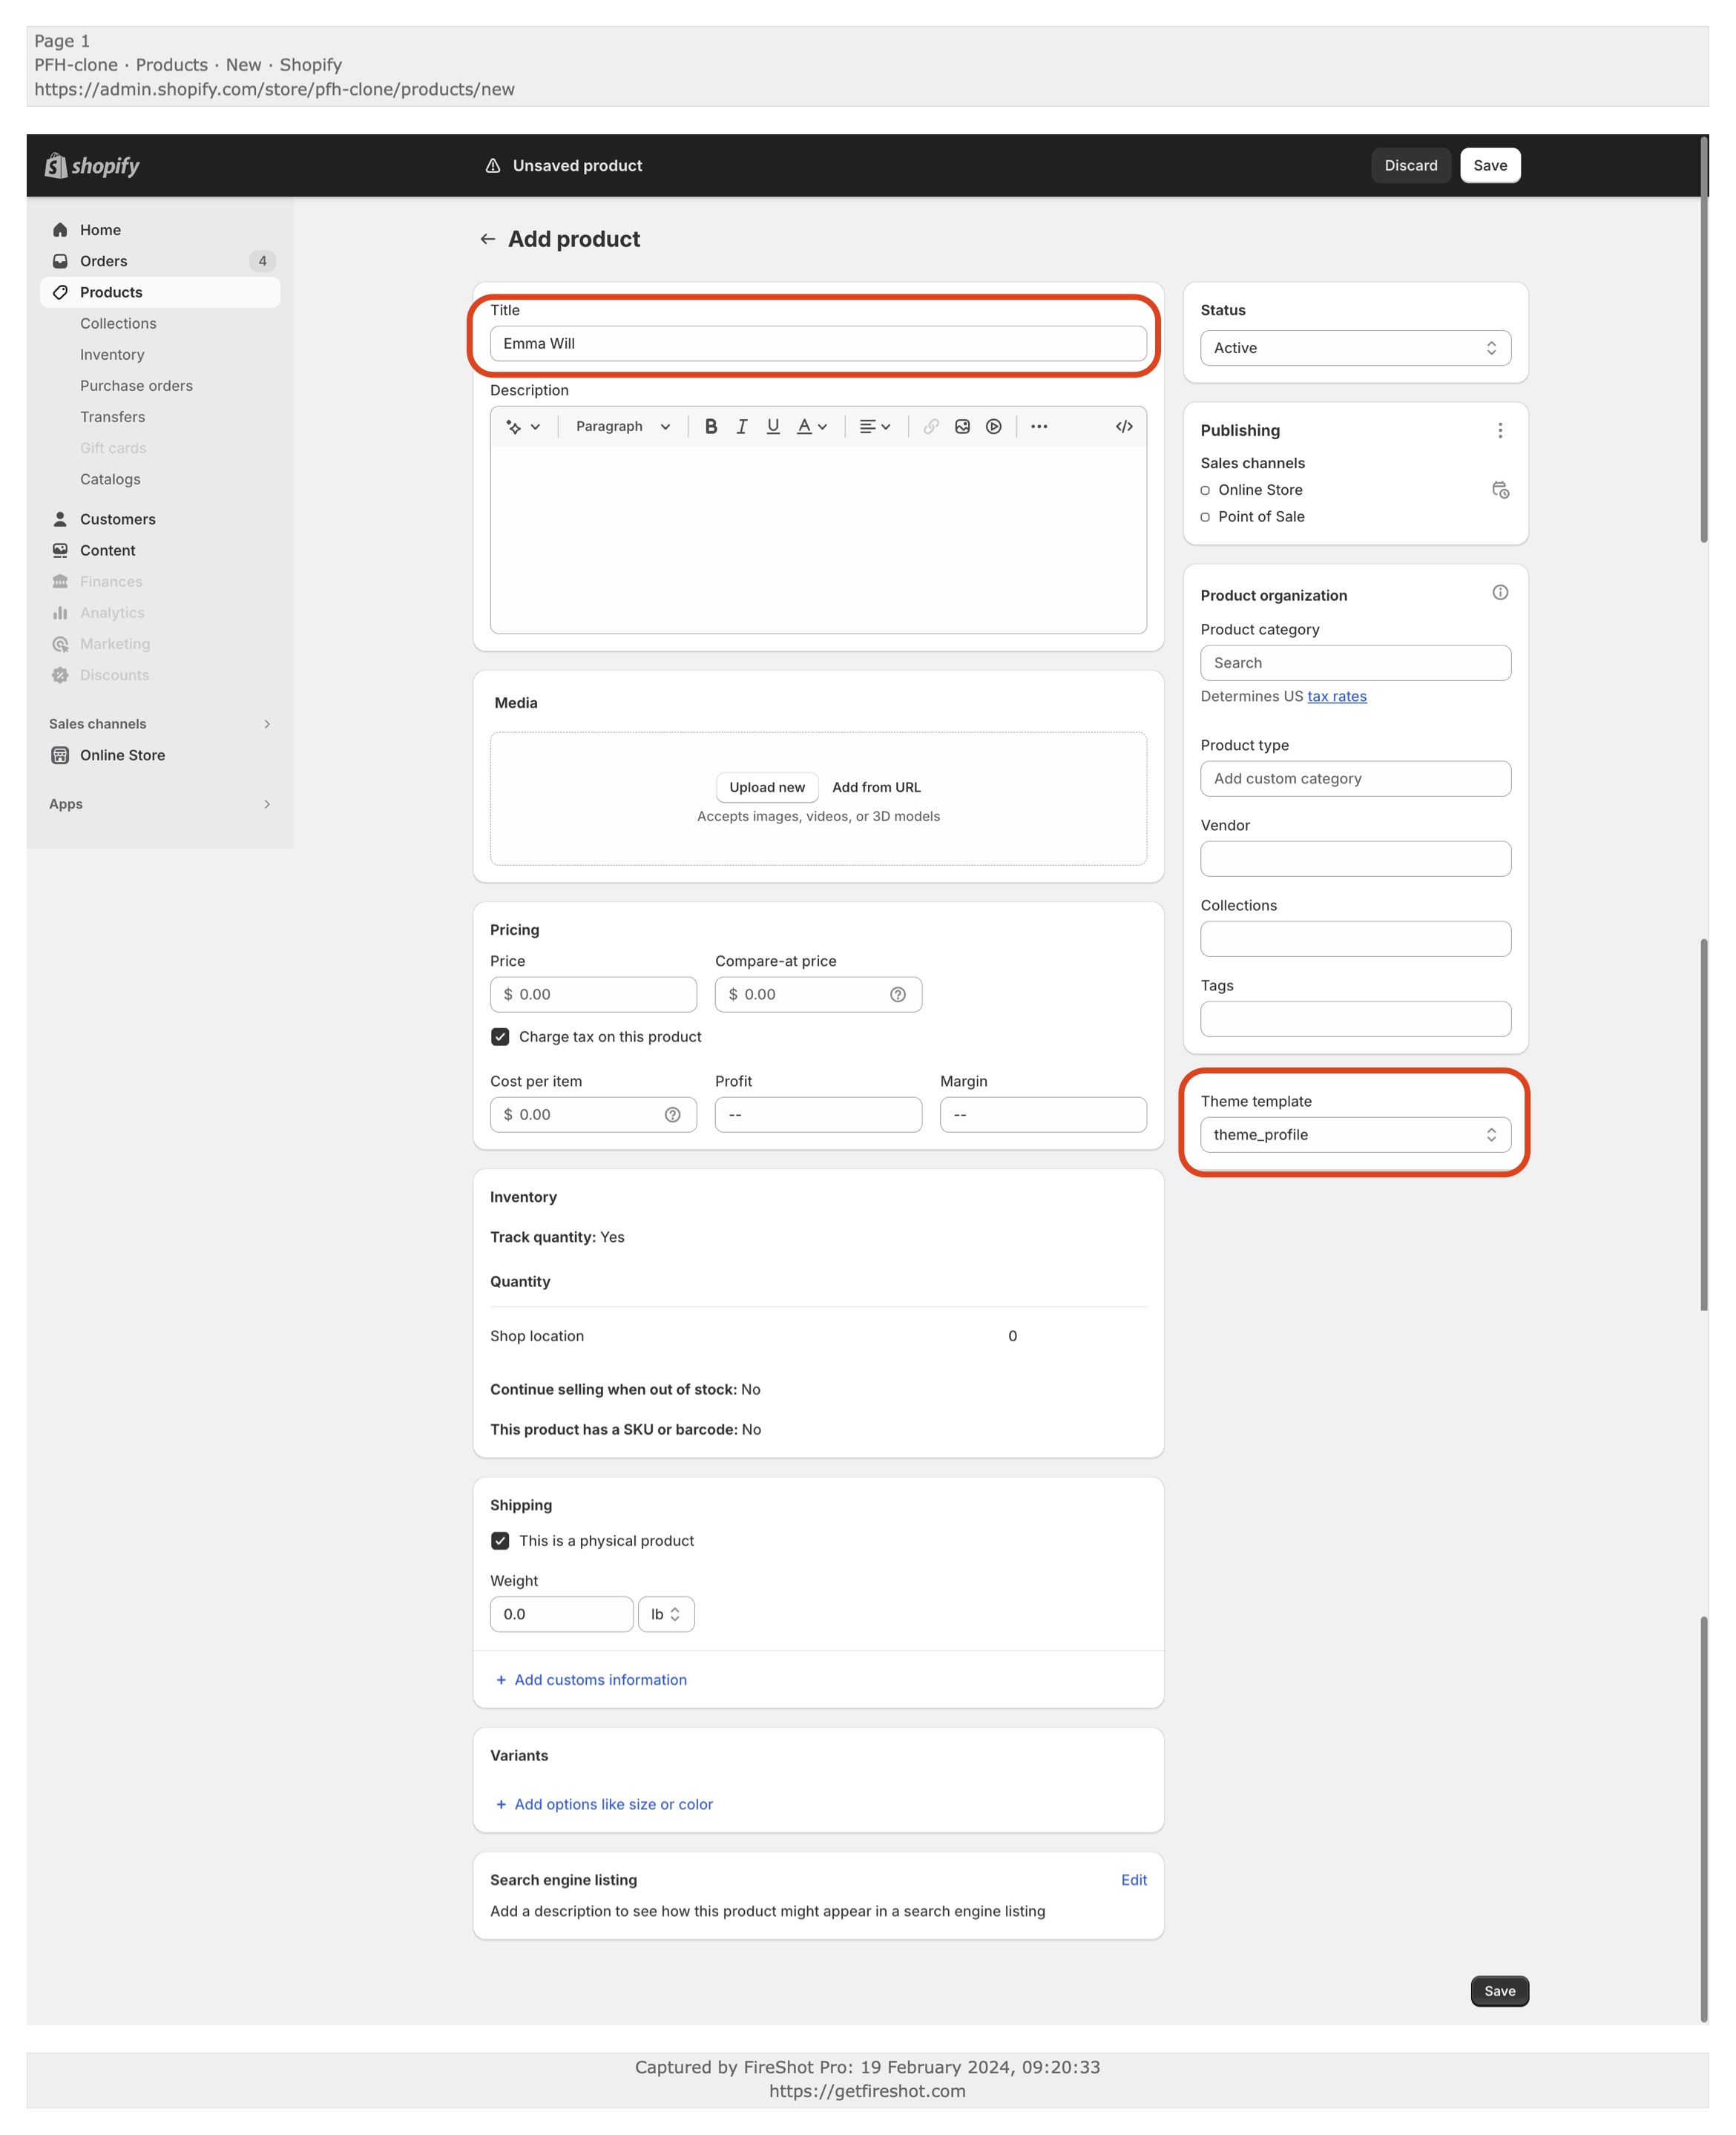 Page 1
PFH-clone · Products · New · Shopify
https://admin.shopify.com/store/pfh-clone/products/new
shopify
Unsaved product
Discard
Save
Home
Orders
4
Products
Collections
Inventory
Purchase orders
Transfers
Gift cards
Catalogs
Customers
Content
Finances
Analytics
Marketing
Discounts
Sales channels
Online Store
Apps
Add product
Title
Emma Will
Description
Paragraph
B I U A
Media
Upload new
Add from URL
Accepts images, videos, or 3D models
Pricing
Price
Compare-at price
$ 0.00
$ 0.00
Charge tax on this product
Cost per item
Profit
Margin
$ 0.00
--
--
Inventory
Track quantity: Yes
Quantity
Shop location
0
Continue selling when out of stock: No
This product has a SKU or barcode: No
Shipping
This is a physical product
Weight
0.0
lb
+ Add customs information
Variants
+ Add options like size or color
Search engine listing
Edit
Add a description to see how this product might appear in a search engine listing
Status
Active
Publishing
Sales channels
Online Store
Point of Sale
Product organization
Product category
Search
Determines US tax rates
Product type
Add custom category
Vendor
Collections
Tags
Theme template
theme_profile
Save
Captured by FireShot Pro: 19 February 2024, 09:20:33
https://getfireshot.com